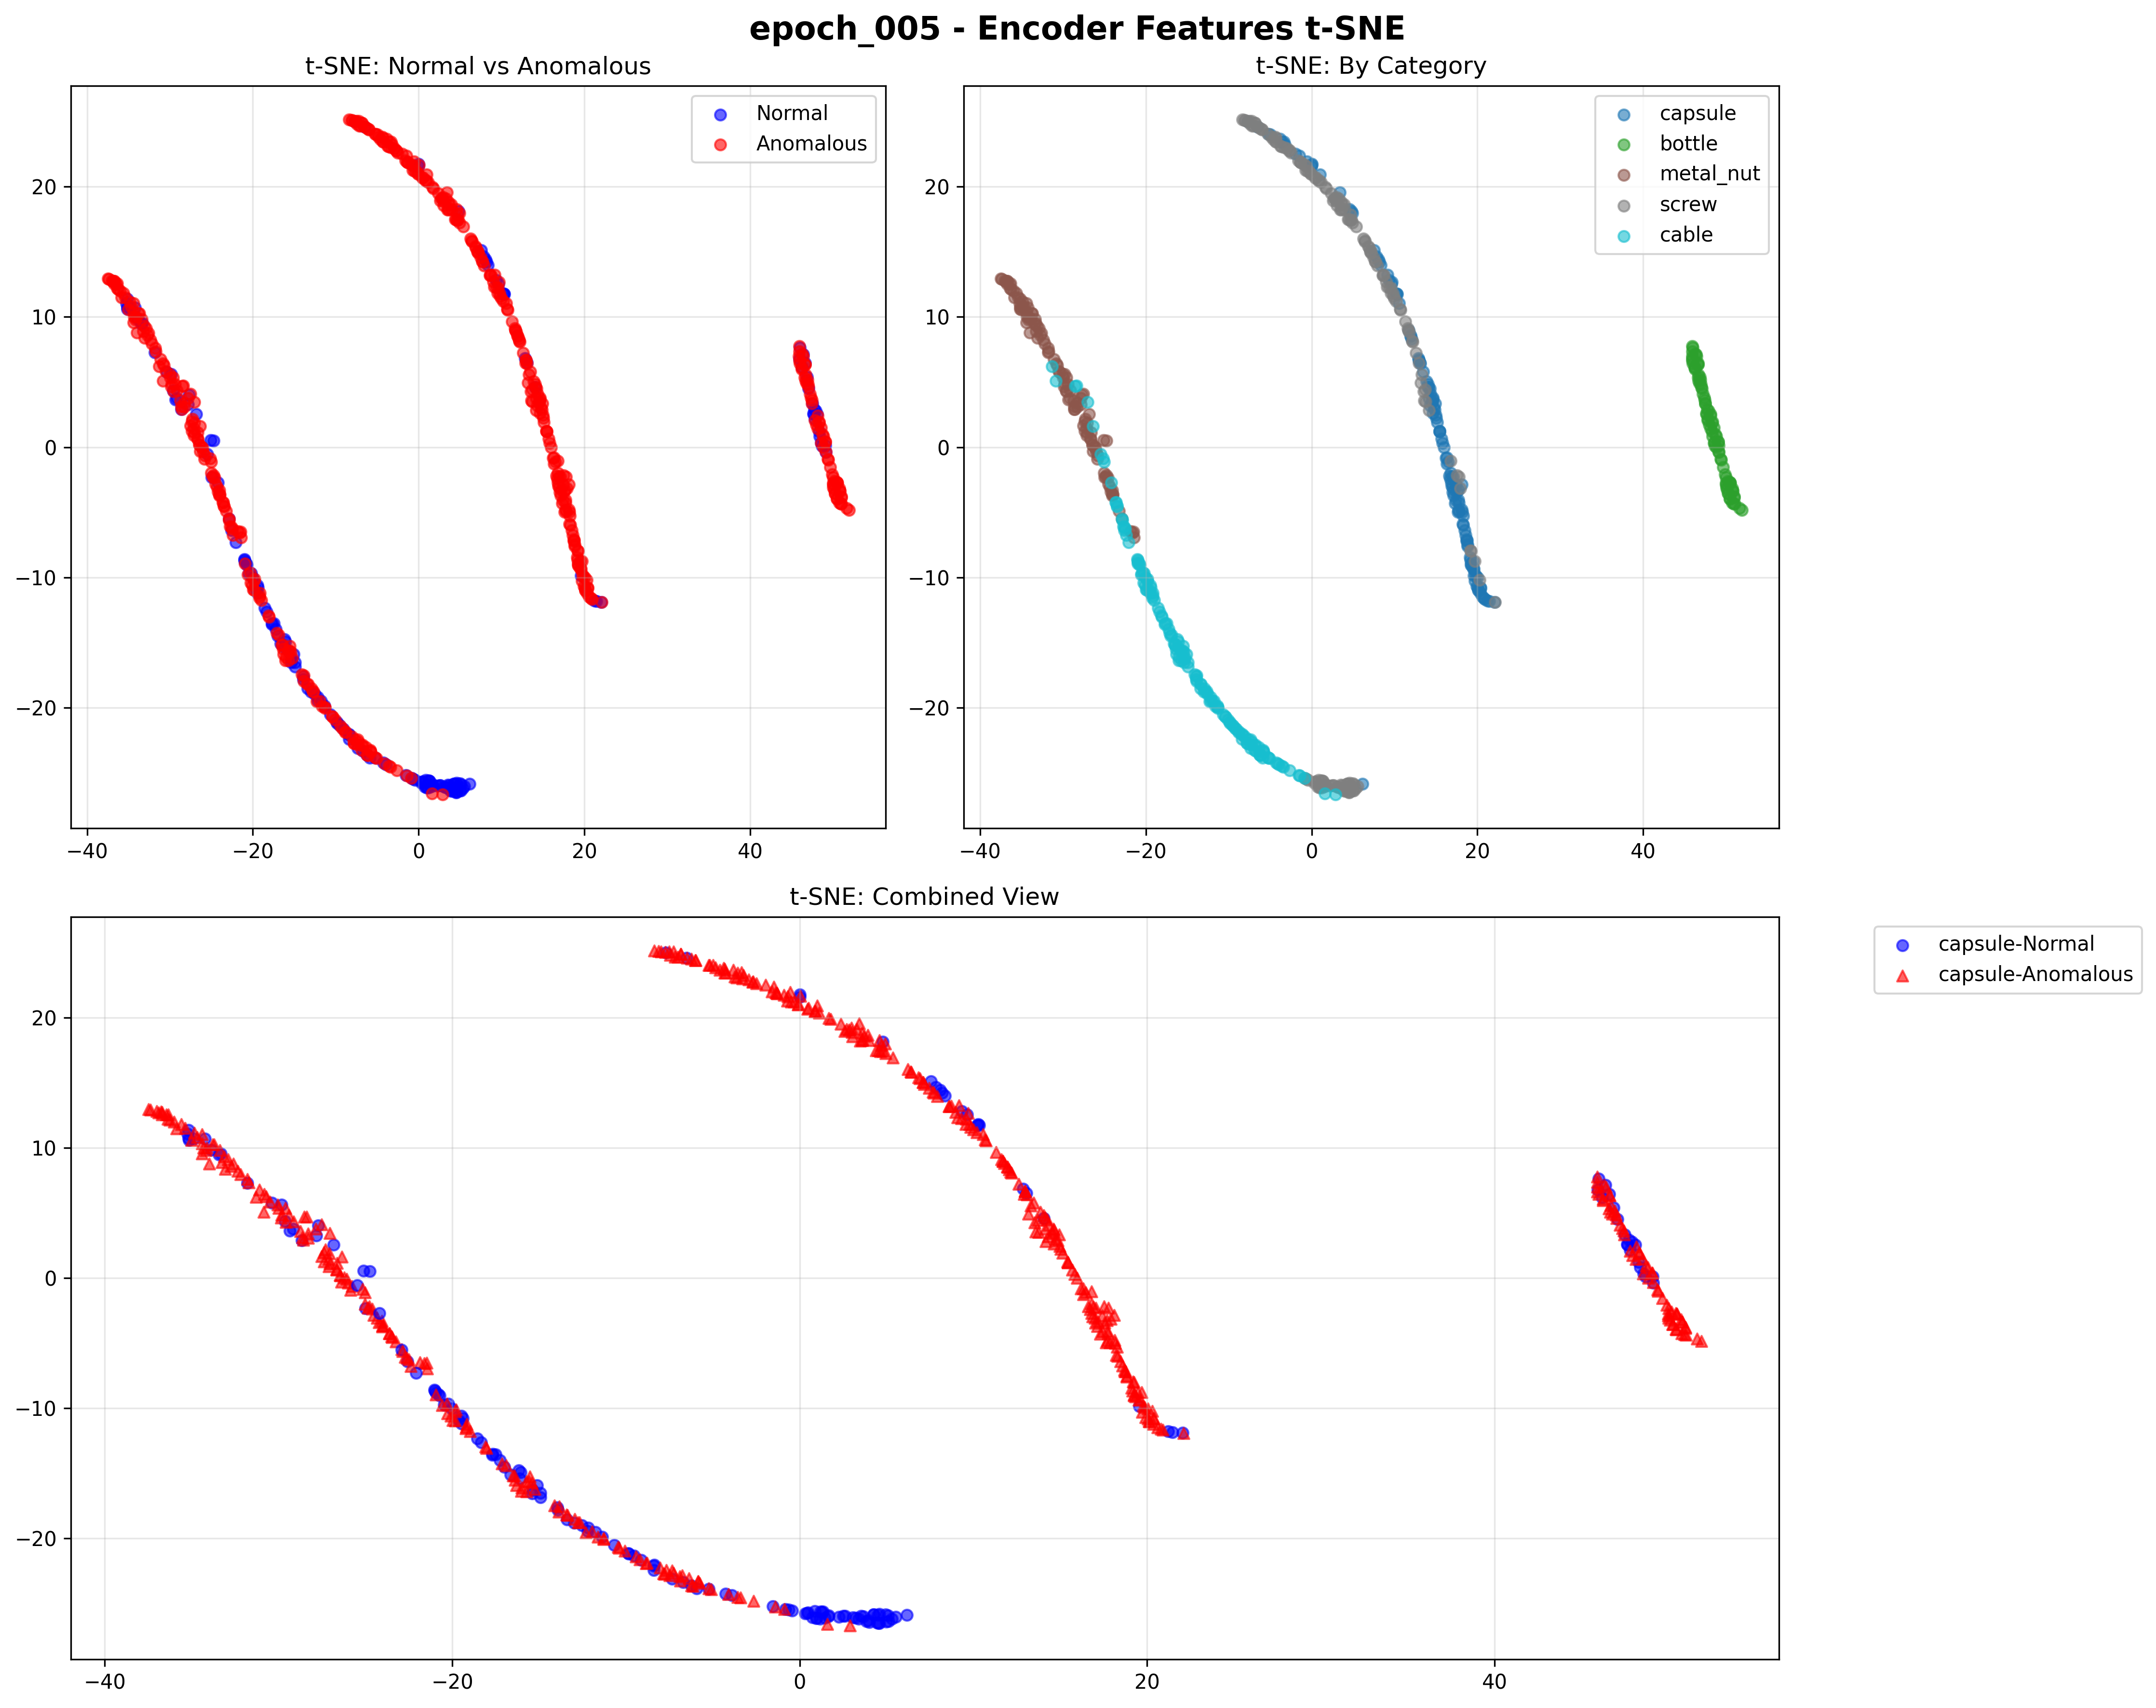 epoch_005 - Encoder Features t-SNE
t-SNE: Normal vs Anomalous
Normal
Anomalous
20
10
0
−10
−20
−40
−20
0
20
40
t-SNE: By Category
capsule
bottle
metal_nut
screw
cable
20
10
0
−10
−20
−40
−20
0
20
40
t-SNE: Combined View
capsule-Normal
capsule-Anomalous
20
10
0
−10
−20
−40
−20
0
20
40